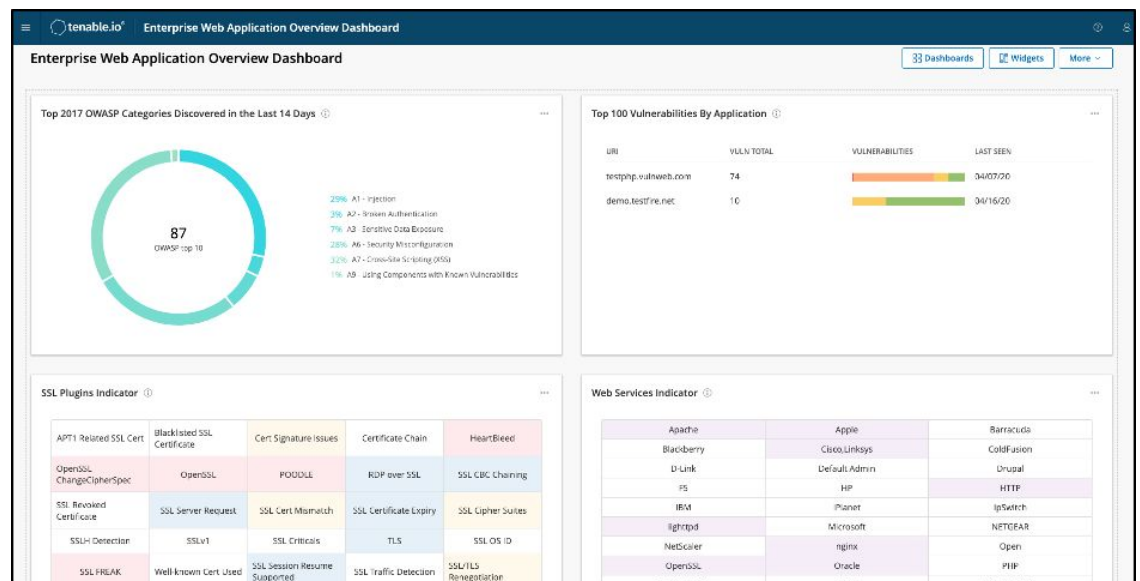 tenable.io Enterprise Web Application Overview Dashboard
Enterprise Web Application Overview Dashboard
Dashboards Widgets More
Top 2017 OWASP Categories Discovered in the Last 14 Days
87
OWASP top 10
29% A1 - Injection
3% A2 - Broken Authentication
7% A3 - Sensitive Data Exposure
28% A6 - Security Misconfiguration
32% A7 - Cross-Site Scripting (XSS)
1% A9 - Using Components with Known Vulnerabilities
Top 100 Vulnerabilities By Application
URI VULN TOTAL VULNERABILITIES LAST SEEN
testphp.vulnweb.com 74 04/07/20
demo.testfire.net 10 04/16/20
SSL Plugins Indicator
APT1 Related SSL Cert Blacklisted SSL Certificate Cert Signature Issues Certificate Chain HeartBleed
OpenSSL ChangeCipherSpec OpenSSL POODLE RDP over SSL SSL CBC Chaining
SSL Revoked Certificate SSL Server Request SSL Cert Mismatch SSL Certificate Expiry SSL Cipher Suites
SSLH Detection SSLv1 SSL Criticals TLS SSL OS ID
SSL FREAK Well-known Cert Used SSL Session Resume Supported SSL Traffic Detection SSL/TLS Renegotiation
Web Services Indicator
Apache Apple Barracuda
Blackberry Cisco,Linksys ColdFusion
D-Link Default Admin Drupal
F5 HP HTTP
IBM iPlanet IpSwitch
lighttpd Microsoft NETGEAR
NetScaler nginx Open
OpenSSL Oracle PHP